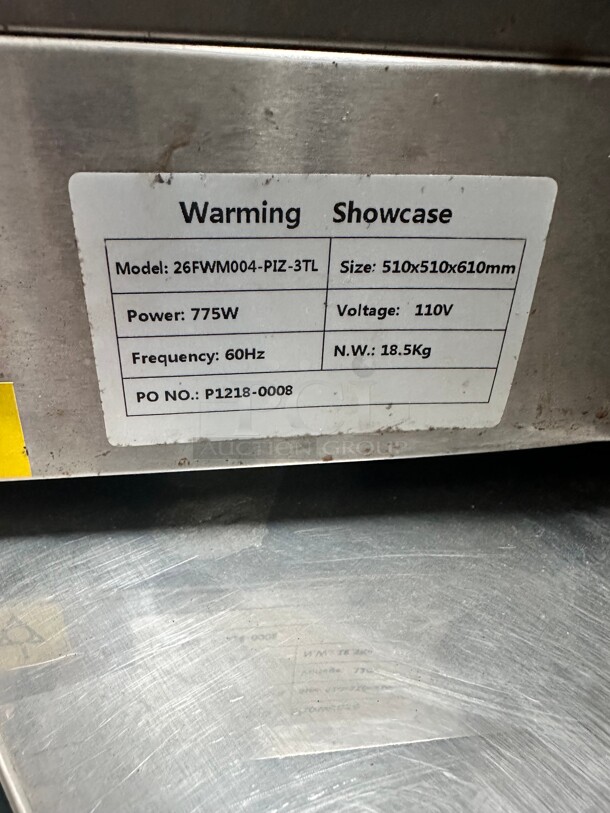 Warming Showcase
Model: 26FWM004-PIZ-3TL Size: 510x510x610mm
Power: 775W Voltage: 110V
Frequency: 60Hz N.W.: 18.5Kg
PO NO.: P1218-0008
AUCTION GROUP